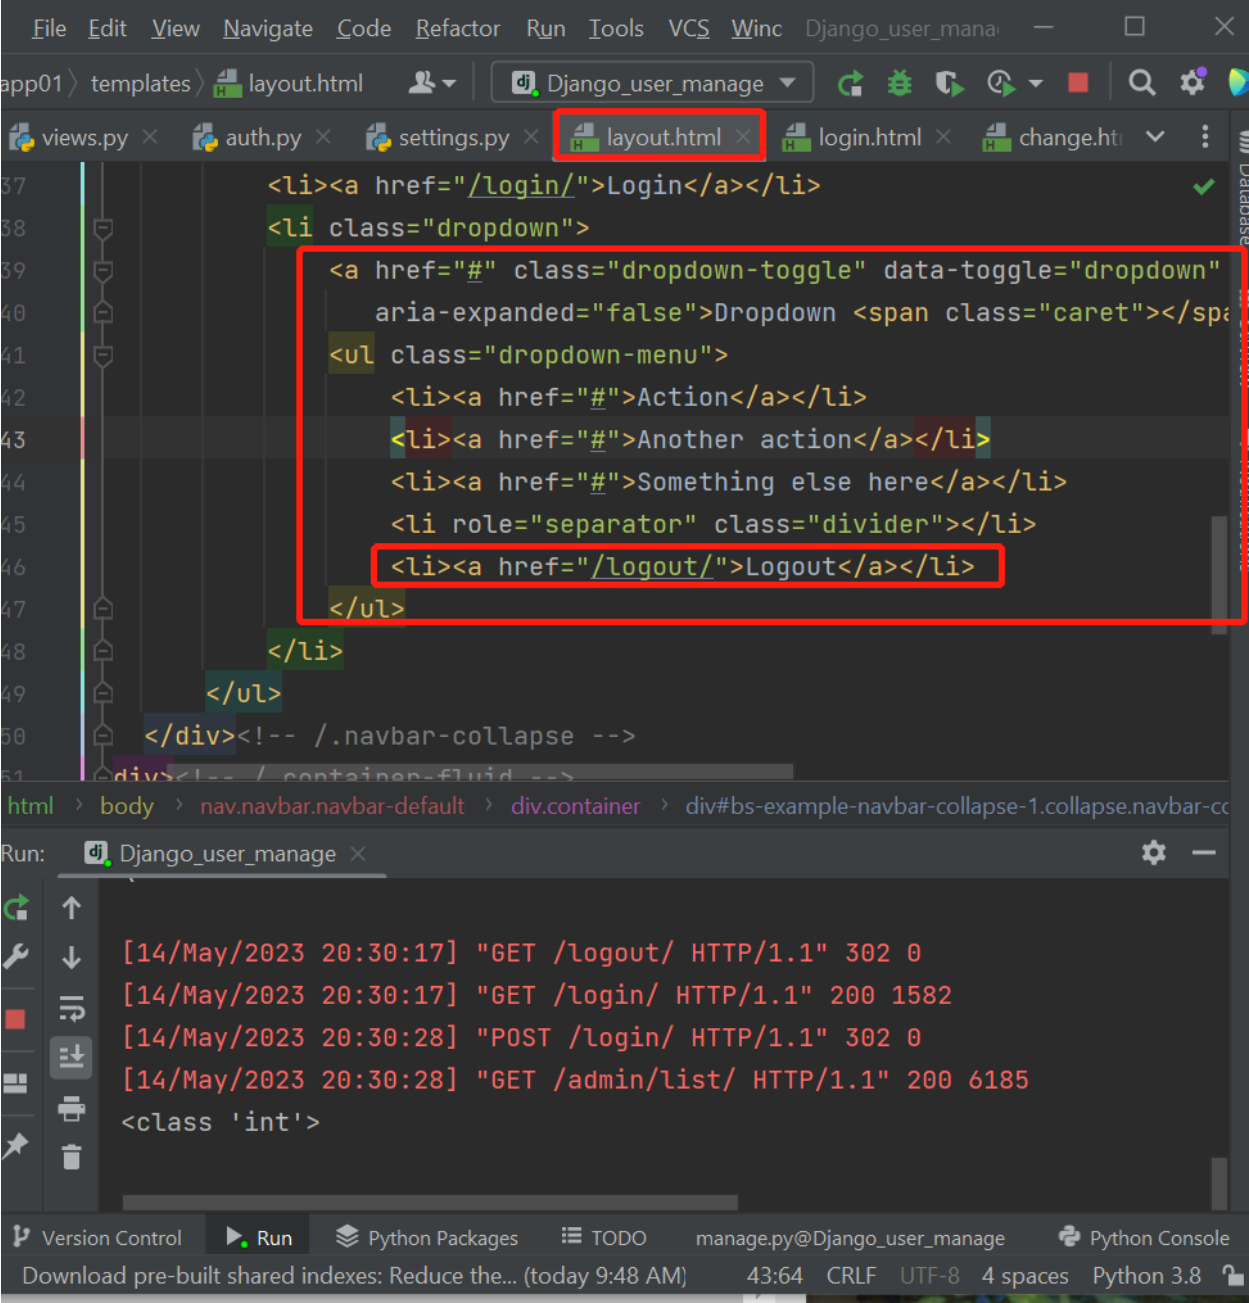 File Edit View Navigate Code Refactor Run Tools VCS Winc Django_user_mana
app01 templates layout.html Django_user_manage
views.py auth.py settings.py layout.html login.html change.ht
37 <li><a href="/login/">Login</a></li>
38 <li class="dropdown">
39 <a href="#" class="dropdown-toggle" data-toggle="dropdown"
40 aria-expanded="false">Dropdown <span class="caret"></spa
41 <ul class="dropdown-menu">
42 <li><a href="#">Action</a></li>
43 <li><a href="#">Another action</a></li>
44 <li><a href="#">Something else here</a></li>
45 <li role="separator" class="divider"></li>
46 <li><a href="/logout/">Logout</a></li>
47 </ul>
48 </li>
49 </ul>
50 </div><!-- /.navbar-collapse -->
51 div><!-- /.container-fluid -->
Database
html body nav.navbar.navbar-default div.container div#bs-example-navbar-collapse-1.collapse.navbar-co
Run: Django_user_manage
[14/May/2023 20:30:17] "GET /logout/ HTTP/1.1" 302 0
[14/May/2023 20:30:17] "GET /login/ HTTP/1.1" 200 1582
[14/May/2023 20:30:28] "POST /login/ HTTP/1.1" 302 0
[14/May/2023 20:30:28] "GET /admin/list/ HTTP/1.1" 200 6185
<class 'int'>
Version Control Run Python Packages TODO manage.py@Django_user_manage Python Console
Download pre-built shared indexes: Reduce the... (today 9:48 AM) 43:64 CRLF UTF-8 4 spaces Python 3.8